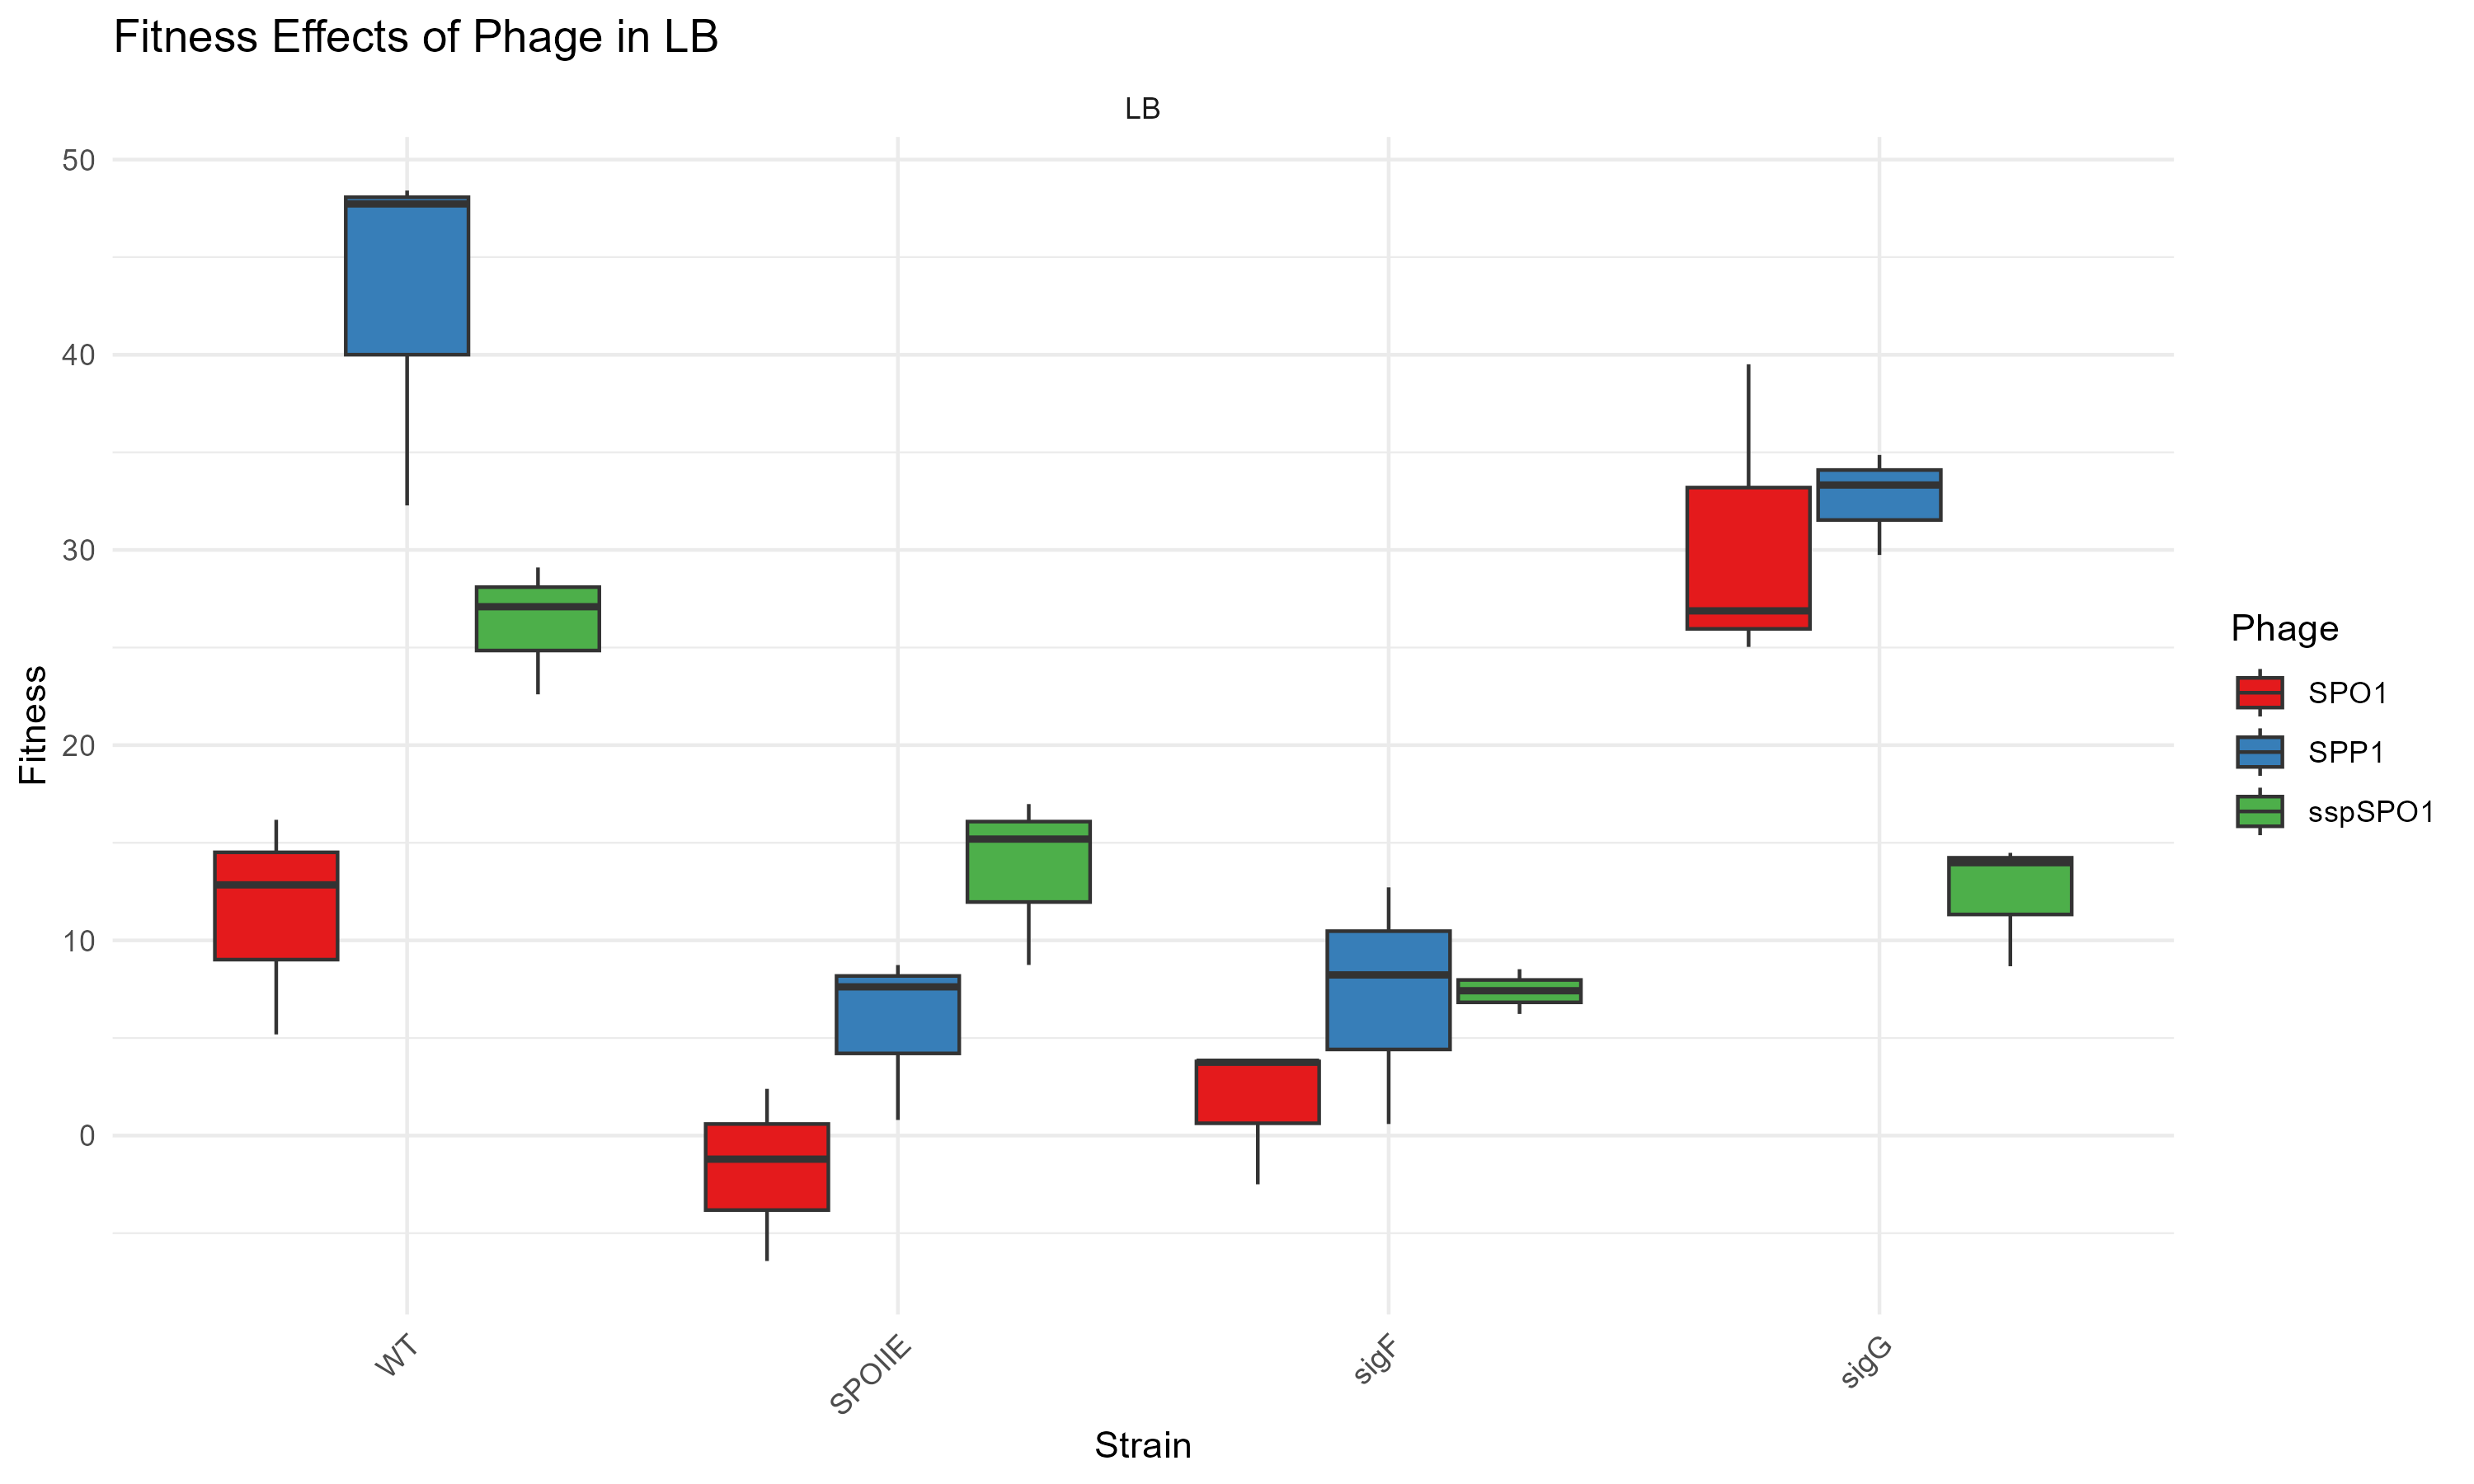 Fitness Effects of Phage in LB
LB
50
40
30
20
10
0
Fitness
WT
SPOIIE
sigF
sigG
Strain
Phage
SPO1
SPP1
sspSPO1